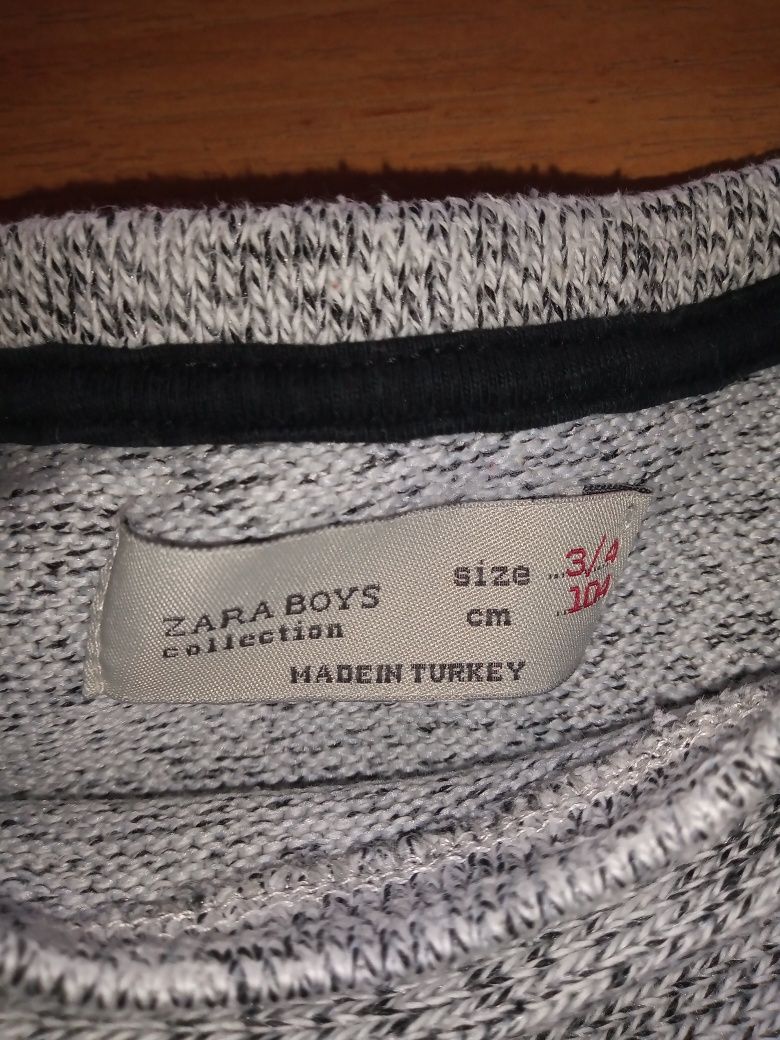 ZARA BOYS
collection
size ...3/4
cm ..104
MADE IN TURKEY